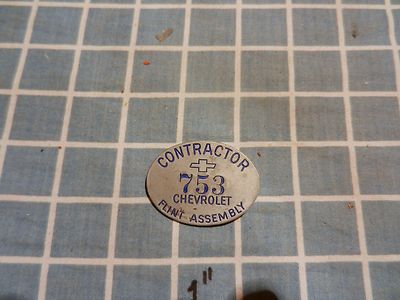 CONTRACTOR
753
CHEVROLET
FLINT ASSEMBLY
1"